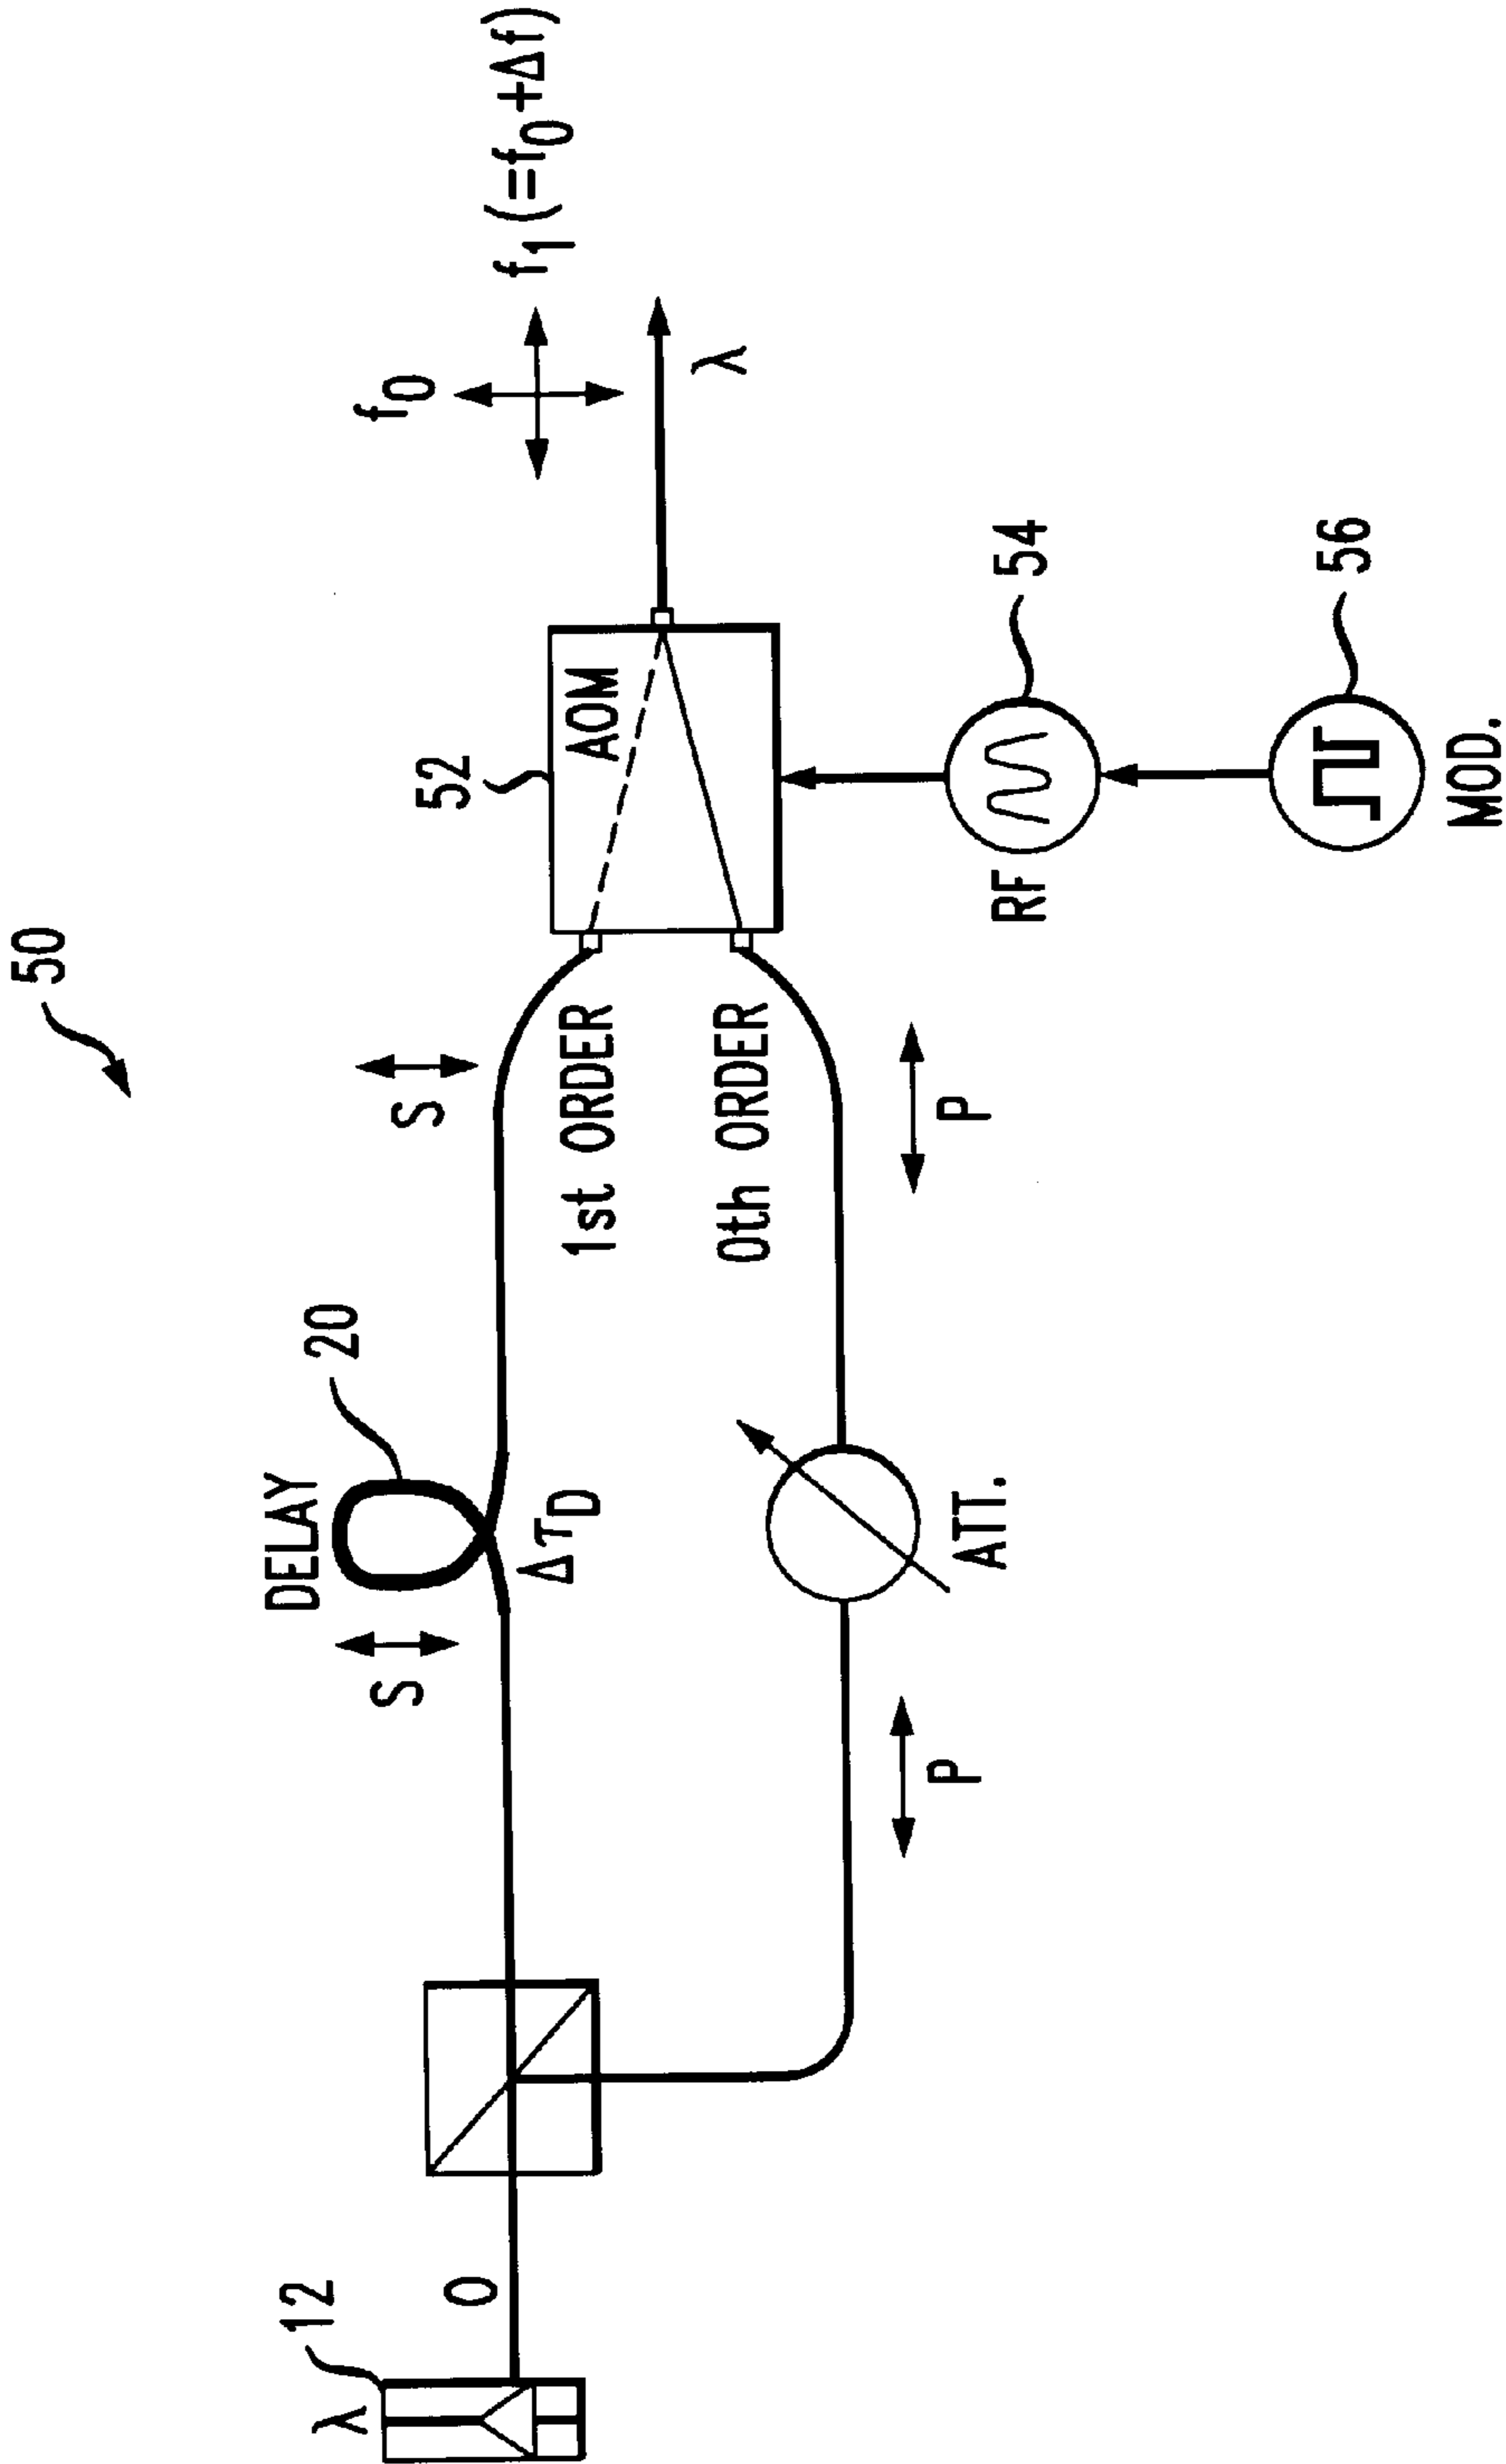 50
λ
12
0
S
DELAY
20
ΔτD
S
P
ATT.
P
1st ORDER
0th ORDER
52
AOM
RF
54
MOD.
56
f0
f1(=f0+Δf)
λ